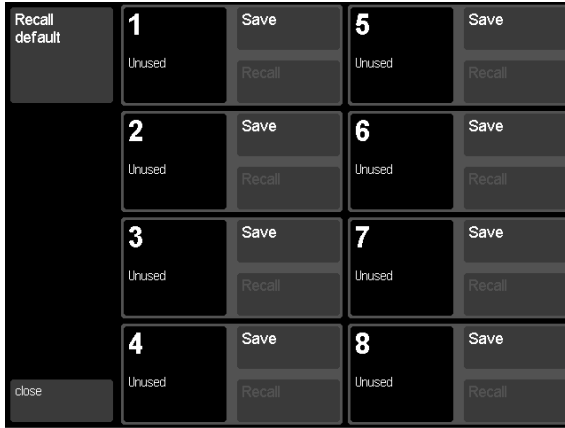 Recall
default
1
Save
Unused
Recall
5
Save
Unused
Recall
2
Save
Unused
Recall
6
Save
Unused
Recall
3
Save
Unused
Recall
7
Save
Unused
Recall
4
Save
Unused
Recall
8
Save
Unused
Recall
close